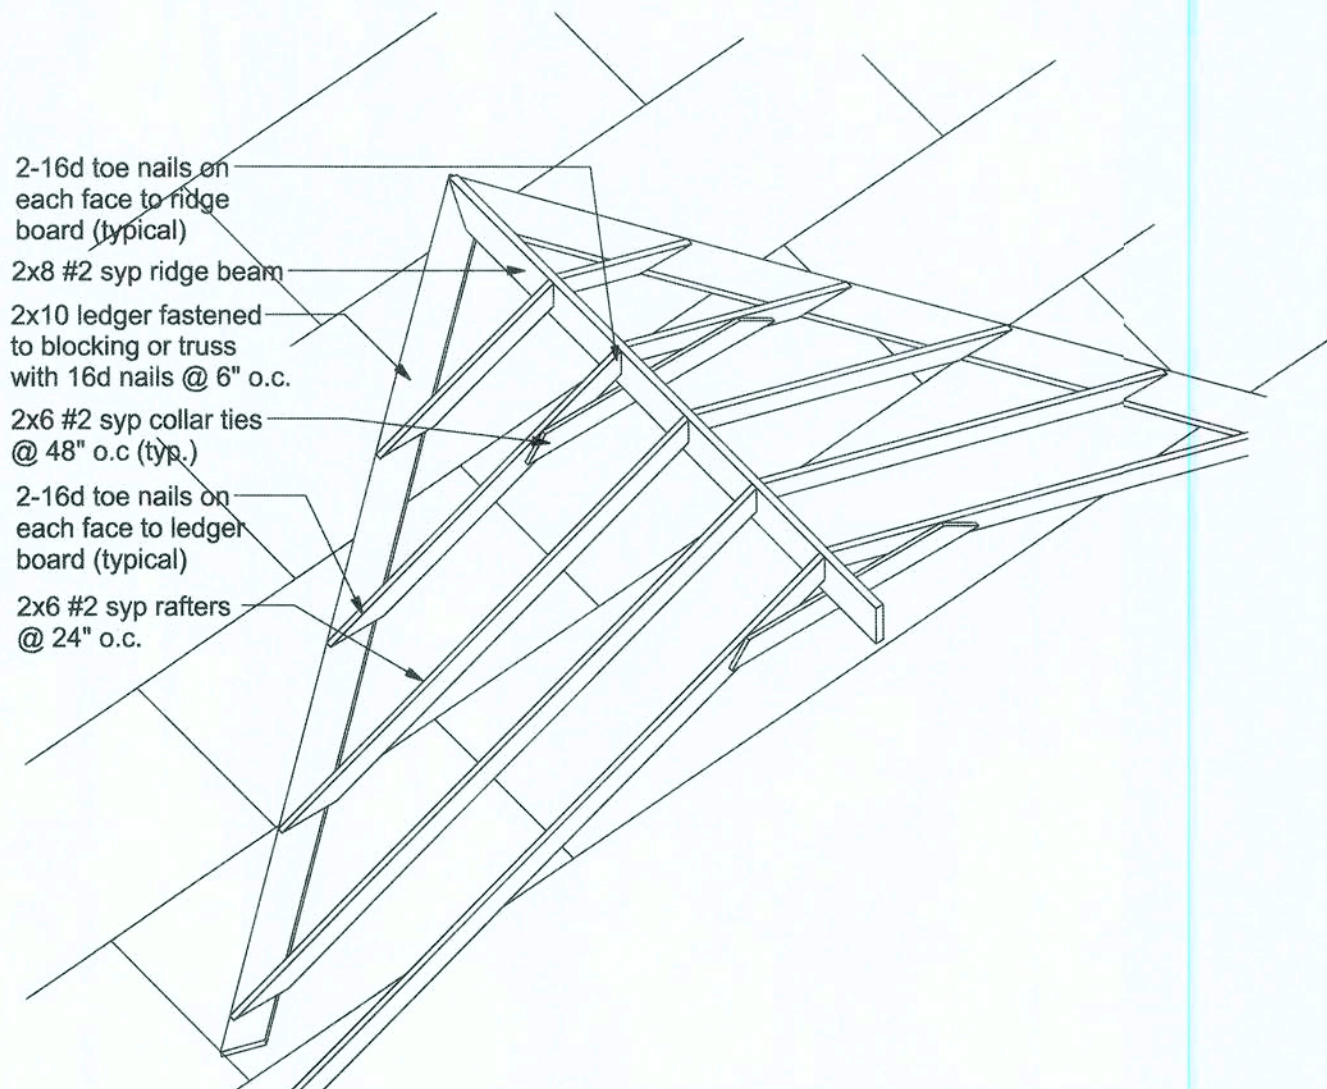 2-16d toe nails on
each face to ridge
board (typical)
2x8 #2 syp ridge beam
2x10 ledger fastened
to blocking or truss
with 16d nails @ 6" o.c.
2x6 #2 syp collar ties
@ 48" o.c (typ.)
2-16d toe nails on
each face to ledger
board (typical)
2x6 #2 syp rafters
@ 24" o.c.